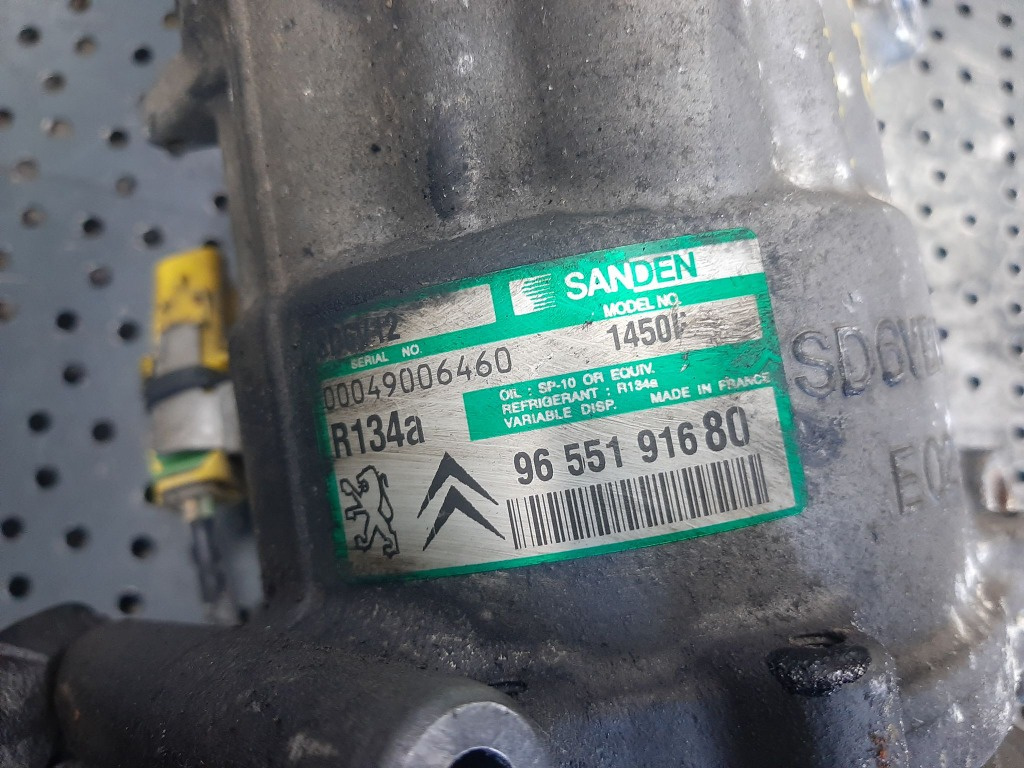 SANDEN
SERIAL NO.
MODEL NO.
00049006460
OIL : SP-10 OR EQUIV.
REFRIGERANT : R134a
VARIABLE DISP. MADE IN FRANCE
R134a
96 551 916 80